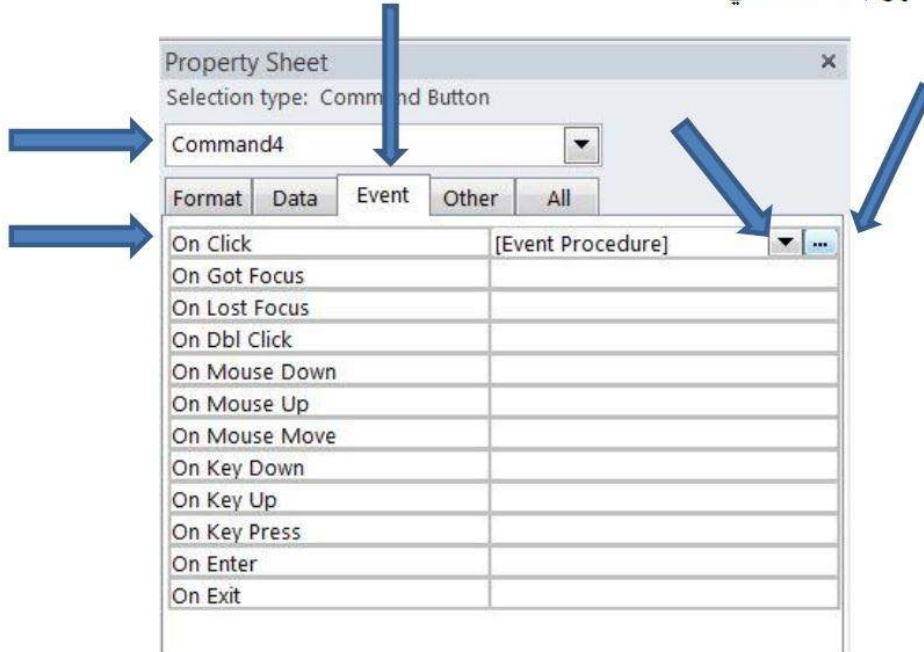 Property Sheet
Selection type: Command Button
Command4
Format Data Event Other All
On Click [Event Procedure]
On Got Focus
On Lost Focus
On Dbl Click
On Mouse Down
On Mouse Up
On Mouse Move
On Key Down
On Key Up
On Key Press
On Enter
On Exit